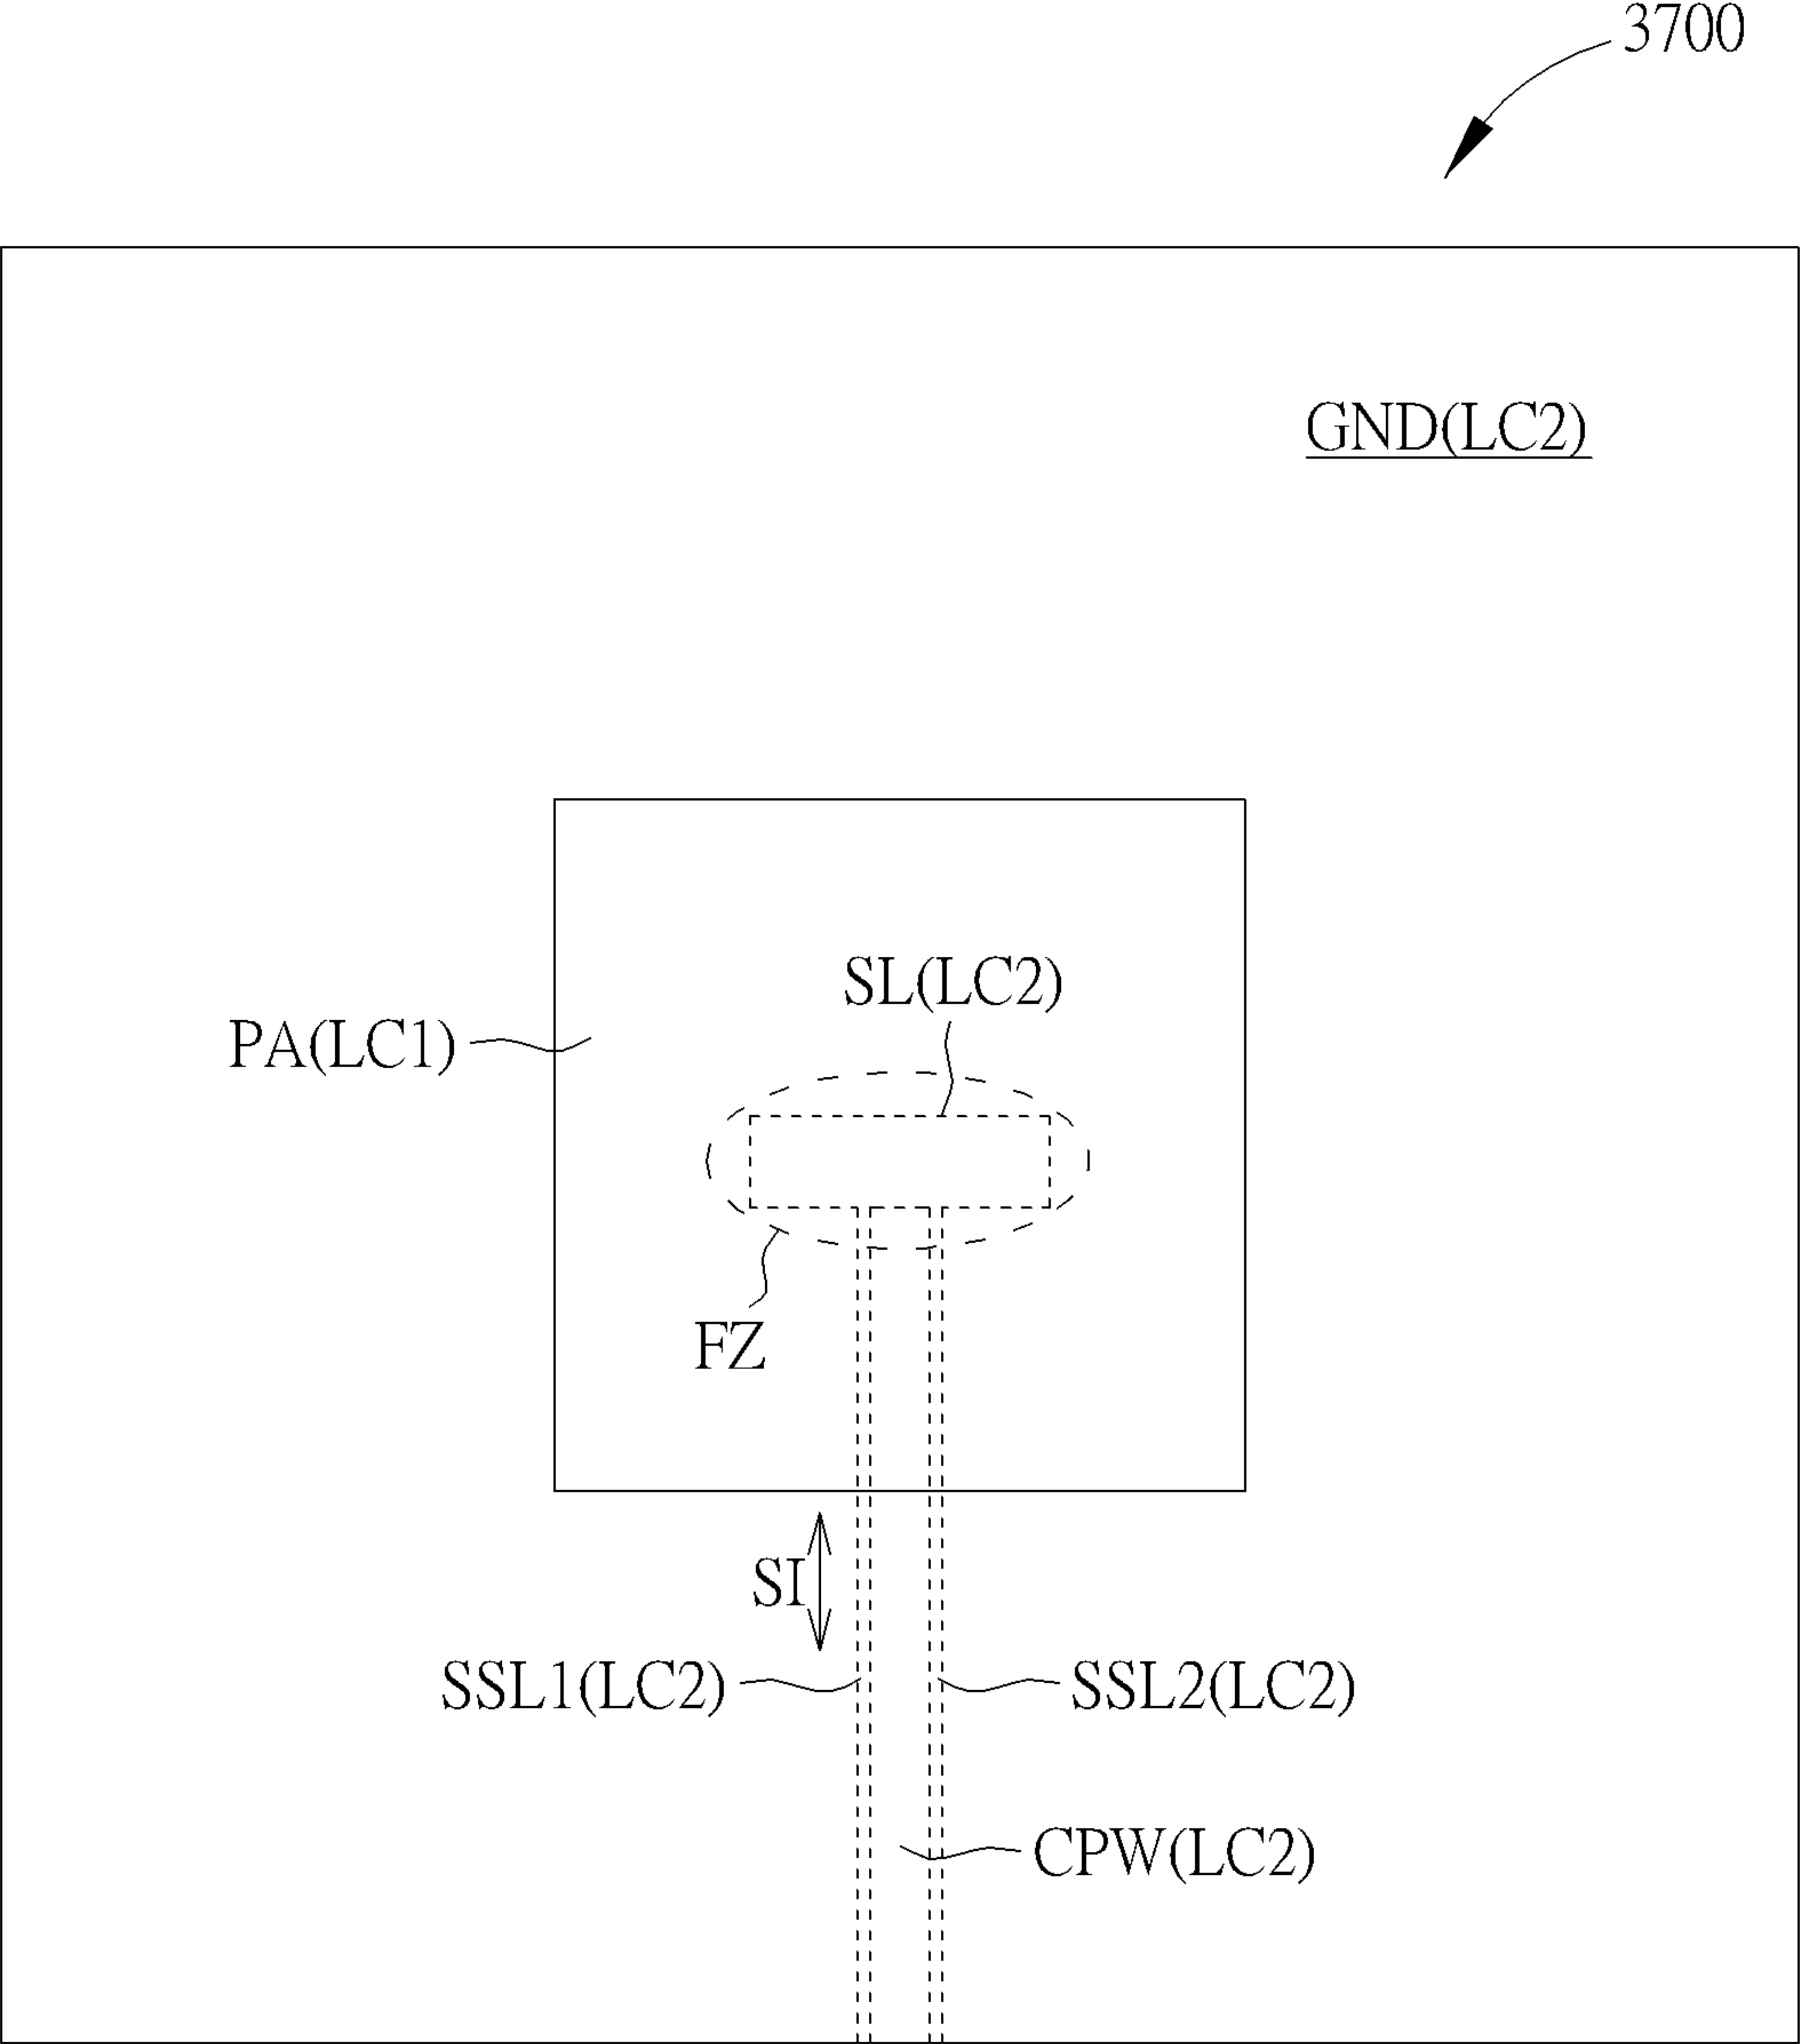 3700
GND(LC2)
SL(LC2)
PA(LC1)
FZ
SI
SSL1(LC2)
SSL2(LC2)
CPW(LC2)